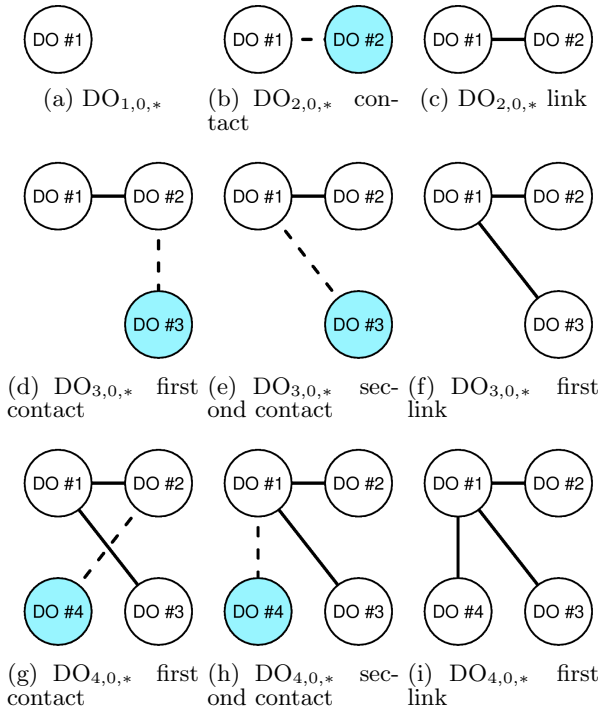 DO #1 DO #1 DO #2 DO #1 DO #2
(a) DO1,0,∗ (b) DO2,0,∗ con- (c) DO2,0,∗ link
tact
DO #1 DO #2 DO #1 DO #2 DO #1 DO #2
DO #3 DO #3 DO #3
(d) DO3,0,∗ first (e) DO3,0,∗ sec- (f) DO3,0,∗ first
contact ond contact link
DO #1 DO #2 DO #1 DO #2 DO #1 DO #2
DO #4 DO #3 DO #4 DO #3 DO #4 DO #3
(g) DO4,0,∗ first (h) DO4,0,∗ sec- (i) DO4,0,∗ first
contact ond contact link